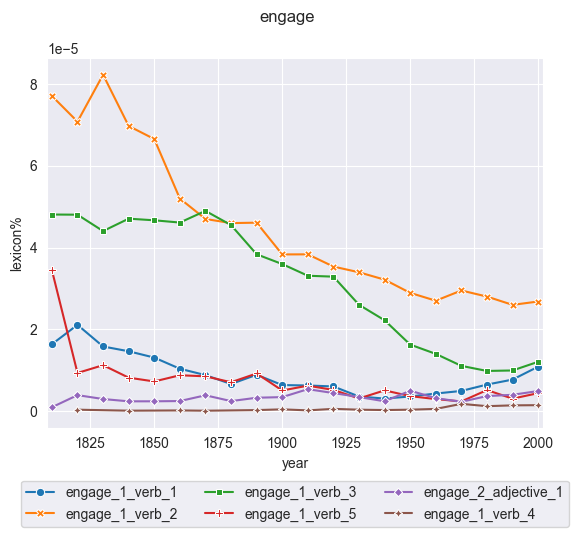 engage
1e−5
8
6
4
2
0
lexicon%
1825 1850 1875 1900 1925 1950 1975 2000
year
engage_1_verb_1 engage_1_verb_3 engage_2_adjective_1
engage_1_verb_2 engage_1_verb_5 engage_1_verb_4